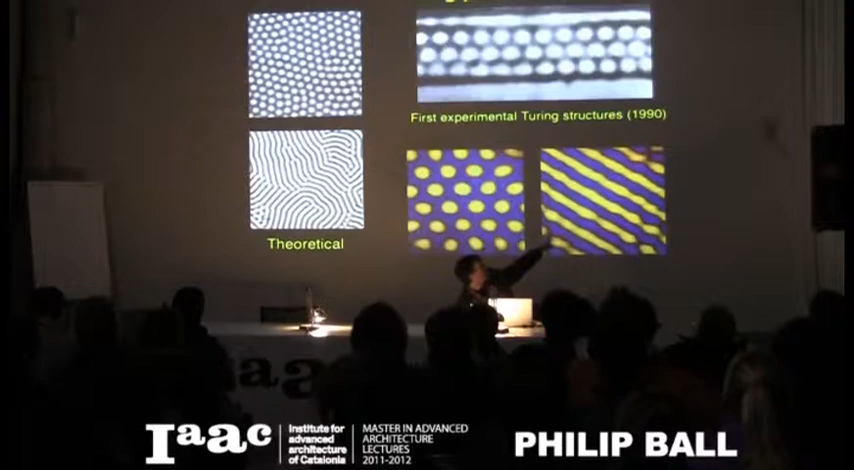 First experimental Turing structures (1990)
Theoretical
Iaac
Institute for
advanced
architecture
of Catalonia
MASTER IN ADVANCED
ARCHITECTURE
LECTURES
2011-2012
PHILIP BALL